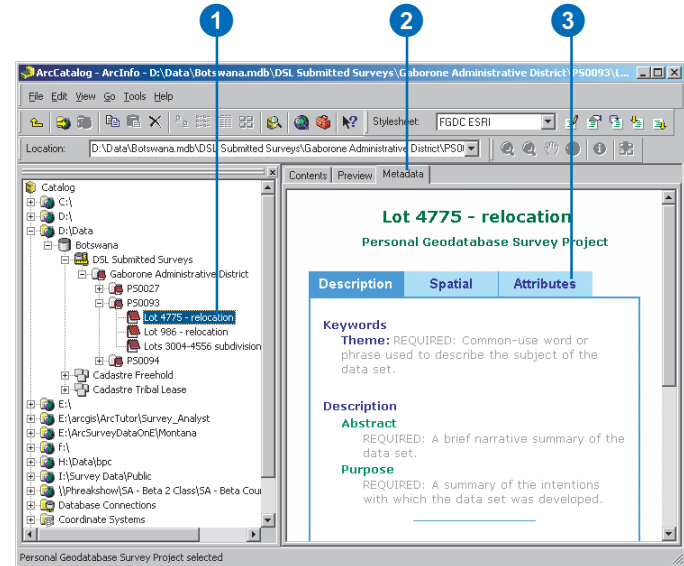 1 2 3
ArcCatalog - ArcInfo - D:\Data\Botswana.mdb\DSL Submitted Surveys\Gaborone Administrative District\PS0093\L...
File Edit View Go Tools Help
Stylesheet: FGDC ESRI
Location: D:\Data\Botswana.mdb\DSL Submitted Surveys\Gaborone Administrative District\PS0
Contents Preview Metadata
Catalog
C:\
D:\
D:\Data
Botswana
DSL Submitted Surveys
Gaborone Administrative District
PS0027
PS0093
Lot 4775 - relocation
Lot 986 - relocation
Lots 3004-4556 subdivision
PS0094
Cadastre Freehold
Cadastre Tribal Lease
E:\
E:\arcgis\ArcTutor\Survey_Analyst
E:\ArcSurveyDataOnE\Montana
f:\
H:\Data\bpc
I:\Survey Data\Public
\\Phreakshow\SA - Beta 2 Class\SA - Beta Cour
Database Connections
Coordinate Systems
Lot 4775 - relocation
Personal Geodatabase Survey Project
Description Spatial Attributes
Keywords
Theme: REQUIRED: Common-use word or
phrase used to describe the subject of the
data set.
Description
Abstract
REQUIRED: A brief narrative summary of the
data set.
Purpose
REQUIRED: A summary of the intentions
with which the data set was developed.
Personal Geodatabase Survey Project selected